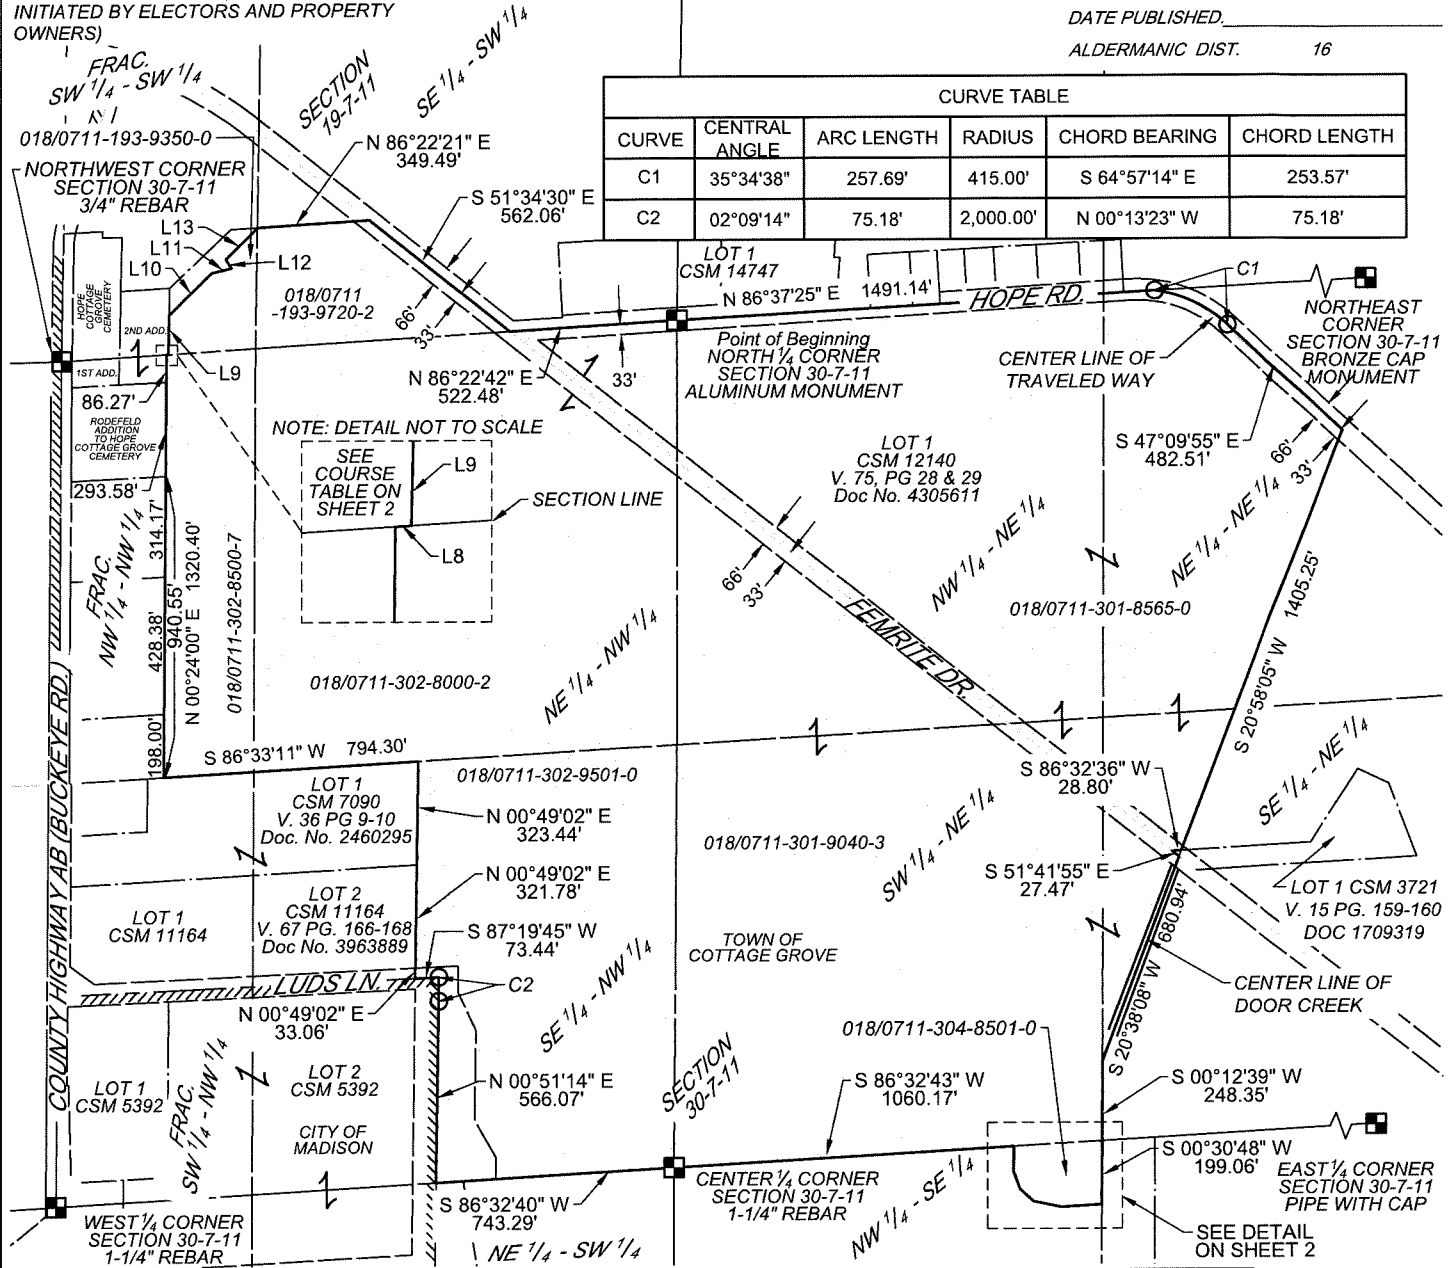 INITIATED BY ELECTORS AND PROPERTY
OWNERS)
DATE PUBLISHED.
ALDERMANIC DIST. 16
FRAC.
SW 1/4 - SW 1/4
SECTION
19-7-11
SE 1/4 - SW 1/4
018/0711-193-9350-0
NORTHWEST CORNER
SECTION 30-7-11
3/4" REBAR
N 86°22'21" E
349.49'
S 51°34'30" E
562.06'
CURVE TABLE
CURVE CENTRAL ANGLE ARC LENGTH RADIUS CHORD BEARING CHORD LENGTH
C1 35°34'38" 257.69' 415.00' S 64°57'14" E 253.57'
C2 02°09'14" 75.18' 2,000.00' N 00°13'23" W 75.18'
L13
L11
L10
L12
HOPE
COTTAGE
GROVE
CEMETERY
2ND ADD.
1ST ADD.
L9
018/0711
-193-9720-2
66'
33'
LOT 1
CSM 14747
N 86°37'25" E 1491.14'
HOPE RD.
C1
NORTHEAST
CORNER
SECTION 30-7-11
BRONZE CAP
MONUMENT
Point of Beginning
NORTH 1/4 CORNER
SECTION 30-7-11
ALUMINUM MONUMENT
CENTER LINE OF
TRAVELED WAY
N 86°22'42" E
522.48'
33'
86.27'
RODEFELD
ADDITION
TO HOPE
COTTAGE GROVE
CEMETERY
293.58'
NOTE: DETAIL NOT TO SCALE
SEE
COURSE
TABLE ON
SHEET 2
L9
SECTION LINE
L8
LOT 1
CSM 12140
V. 75, PG 28 & 29
Doc No. 4305611
S 47°09'55" E
482.51'
66'
33'
FRAC.
NW 1/4 - NW 1/4
314.17'
428.38'
198.00'
940.55'
N 00°24'00" E 1320.40'
018/0711-302-8500-7
66'
33'
NW 1/4 - NE 1/4
NE 1/4 - NE 1/4
018/0711-301-8565-0
S 20°58'05" W 1405.25'
FEMRITE DR.
018/0711-302-8000-2
NE 1/4 - NW 1/4
COUNTY HIGHWAY AB (BUCKEYE RD.)
S 86°33'11" W 794.30'
018/0711-302-9501-0
LOT 1
CSM 7090
V. 36 PG 9-10
Doc. No. 2460295
N 00°49'02" E
323.44'
018/0711-301-9040-3
SW 1/4 - NE 1/4
S 86°32'36" W
28.80'
SE 1/4 - NE 1/4
S 51°41'55" E
27.47'
N 00°49'02" E
321.78'
LOT 1
CSM 11164
LOT 2
CSM 11164
V. 67 PG. 166-168
Doc No. 3963889
S 87°19'45" W
73.44'
TOWN OF
COTTAGE GROVE
LOT 1 CSM 3721
V. 15 PG. 159-160
DOC 1709319
S 20°38'08" W 680.94'
CENTER LINE OF
DOOR CREEK
LUDS LN.
C2
N 00°49'02" E
33.06'
SE 1/4 - NW 1/4
018/0711-304-8501-0
LOT 1
CSM 5392
FRAC.
SW 1/4 - NW 1/4
LOT 2
CSM 5392
CITY OF
MADISON
N 00°51'14" E
566.07'
SECTION
30-7-11
S 86°32'43" W
1060.17'
S 00°12'39" W
248.35'
S 00°30'48" W
199.06'
EAST 1/4 CORNER
SECTION 30-7-11
PIPE WITH CAP
CENTER 1/4 CORNER
SECTION 30-7-11
1-1/4" REBAR
NW 1/4 - SE 1/4
S 86°32'40" W
743.29'
WEST 1/4 CORNER
SECTION 30-7-11
1-1/4" REBAR
NE 1/4 - SW 1/4
SEE DETAIL
ON SHEET 2